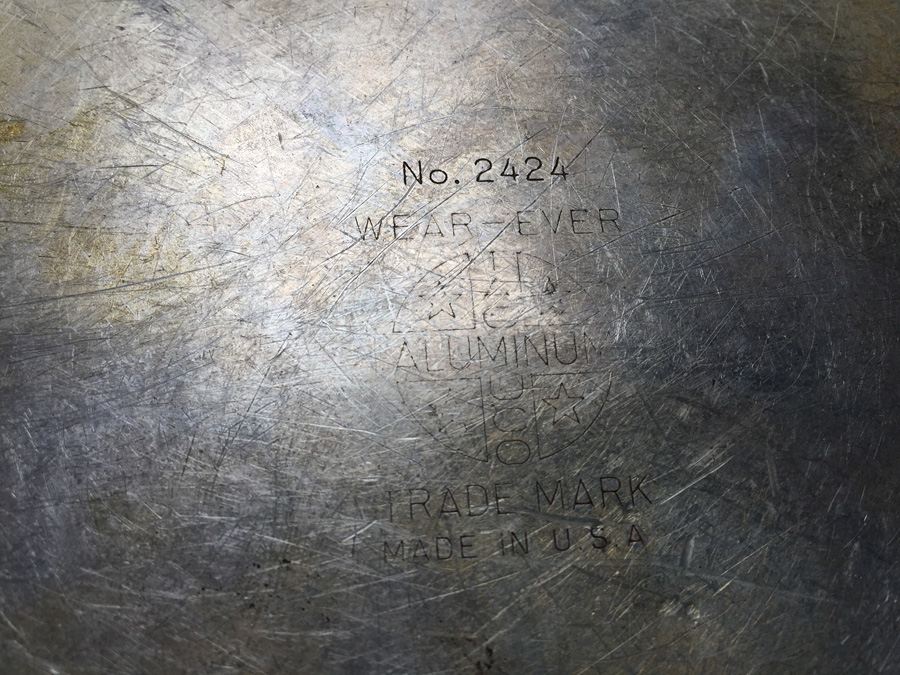 No. 2424
WEAR-EVER
T
A
C
ALUMINUM
U
C
O
TRADE MARK
MADE IN U.S.A